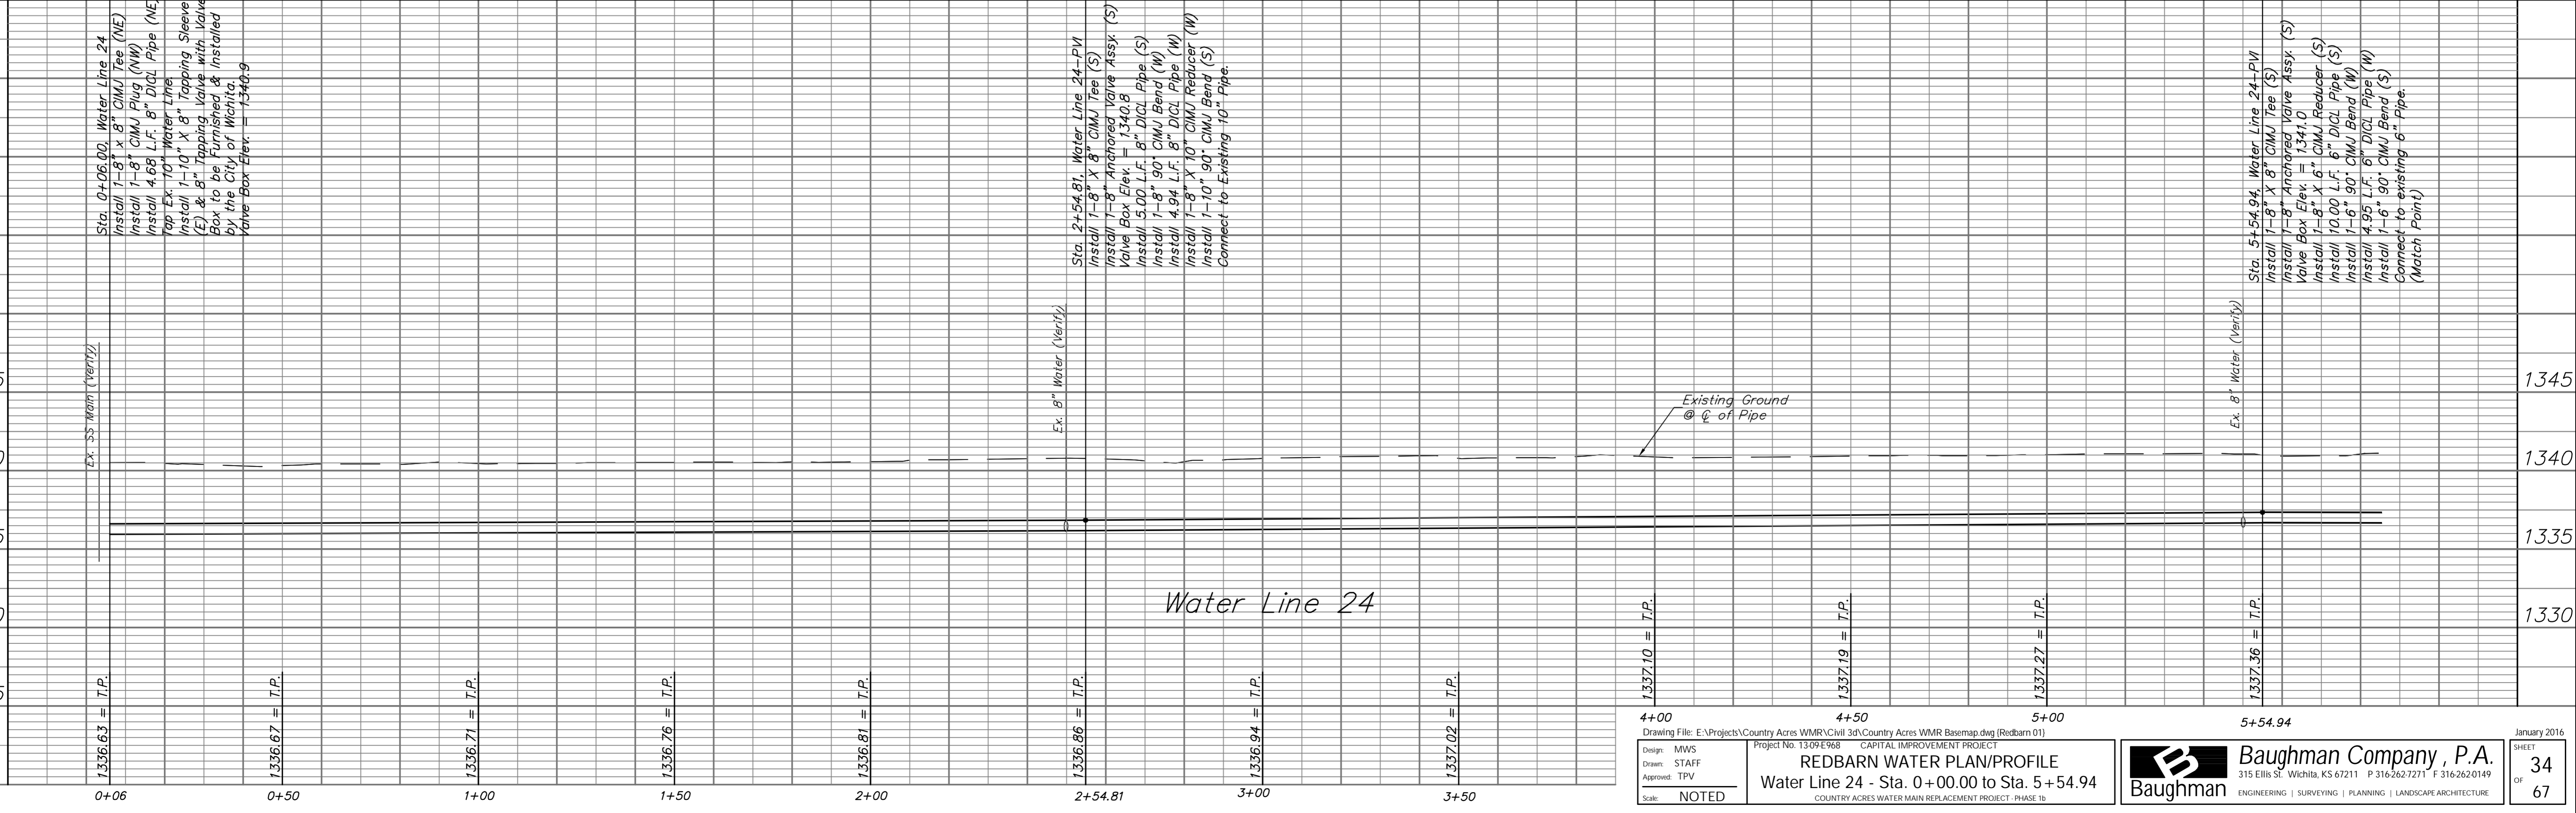 Sta. 0+06.00, Water Line 24
Install 1-8" x 8" CIMJ Tee (NE)
Install 1-8" CIMJ Plug (NW)
Install 4.68 L.F. 8" DICL Pipe (NE)
Tap Ex. 10" Water Line.
Install 1-10" X 8" Tapping Sleeve
(E) & 8" Tapping Valve with Valve
Box to be Furnished & Installed
by the City of Wichita.
Valve Box Elev. = 1340.9
Sta. 2+54.81, Water Line 24-PVI
Install 1-8" X 8" CIMJ Tee (S)
Install 1-8" Anchored Valve Assy. (S)
Valve Box Elev. = 1340.8
Install 5.00 L.F. 8" DICL Pipe (S)
Install 1-8" 90° CIMJ Bend (W)
Install 4.94 L.F. 8" DICL Pipe (W)
Install 1-8" X 10" CIMJ Reducer (W)
Install 1-10" 90° CIMJ Bend (S)
Connect to Existing 10" Pipe.
Sta. 5+54.94, Water Line 24-PVI
Install 1-8" X 8" CIMJ Tee (S)
Install 1-8" Anchored Valve Assy. (S)
Valve Box Elev. = 1341.0
Install 1-8" X 6" CIMJ Reducer (S)
Install 10.00 L.F. 6" DICL Pipe (S)
Install 1-6" 90° CIMJ Bend (W)
Install 4.95 L.F. 6" DICL Pipe (W)
Install 1-6" 90° CIMJ Bend (S)
Connect to existing 6" Pipe.
(Match Point)
Ex. SS Main (Verify)
Ex. 8" Water (Verify)
Ex. 8" Water (Verify)
Existing Ground
@ ℄ of Pipe
1345
1340
1335
1330
Water Line 24
1336.63 = T.P.
1336.67 = T.P.
1336.71 = T.P.
1336.76 = T.P.
1336.81 = T.P.
1336.86 = T.P.
1336.94 = T.P.
1337.02 = T.P.
1337.10 = T.P.
1337.19 = T.P.
1337.27 = T.P.
1337.36 = T.P.
0+06
0+50
1+00
1+50
2+00
2+54.81
3+00
3+50
4+00
4+50
5+00
5+54.94
Drawing File: E:\Projects\Country Acres WMR\Civil 3d\Country Acres WMR Basemap.dwg (Redbarn 01)
January 2016
Design: MWS
Drawn: STAFF
Approved: TPV
Scale: NOTED
Project No. 13-09-E968 CAPITAL IMPROVEMENT PROJECT
REDBARN WATER PLAN/PROFILE
Water Line 24 - Sta. 0+00.00 to Sta. 5+54.94
COUNTRY ACRES WATER MAIN REPLACEMENT PROJECT - PHASE 1b
Baughman
Baughman Company, P.A.
315 Ellis St. Wichita, KS 67211 P 316-262-7271 F 316-262-0149
ENGINEERING | SURVEYING | PLANNING | LANDSCAPE ARCHITECTURE
SHEET
34
OF
67